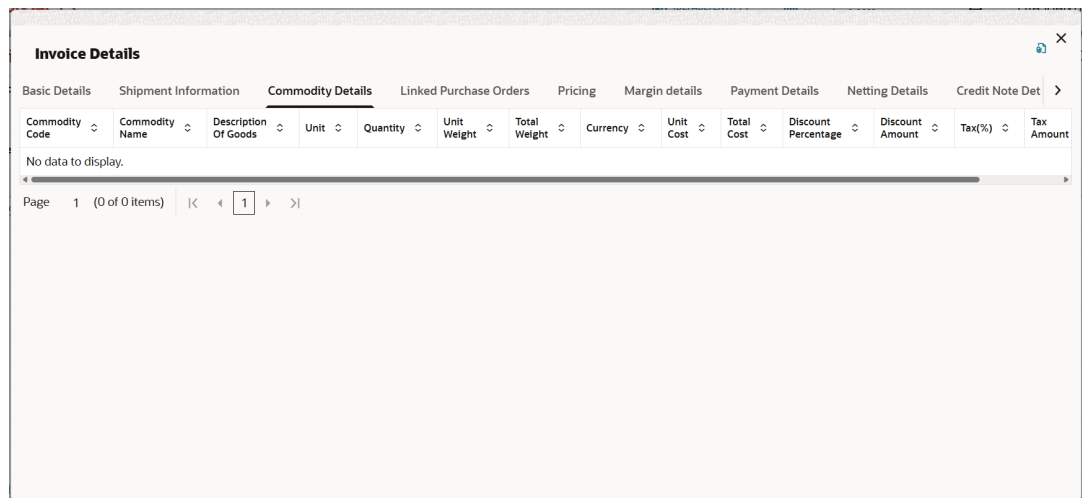 Invoice Details
Basic Details Shipment Information Commodity Details Linked Purchase Orders Pricing Margin details Payment Details Netting Details Credit Note Det
Commodity Code Commodity Name Description Of Goods Unit Quantity Unit Weight Total Weight Currency Unit Cost Total Cost Discount Percentage Discount Amount Tax(%) Tax Amount
No data to display.
Page 1 (0 of 0 items) 1